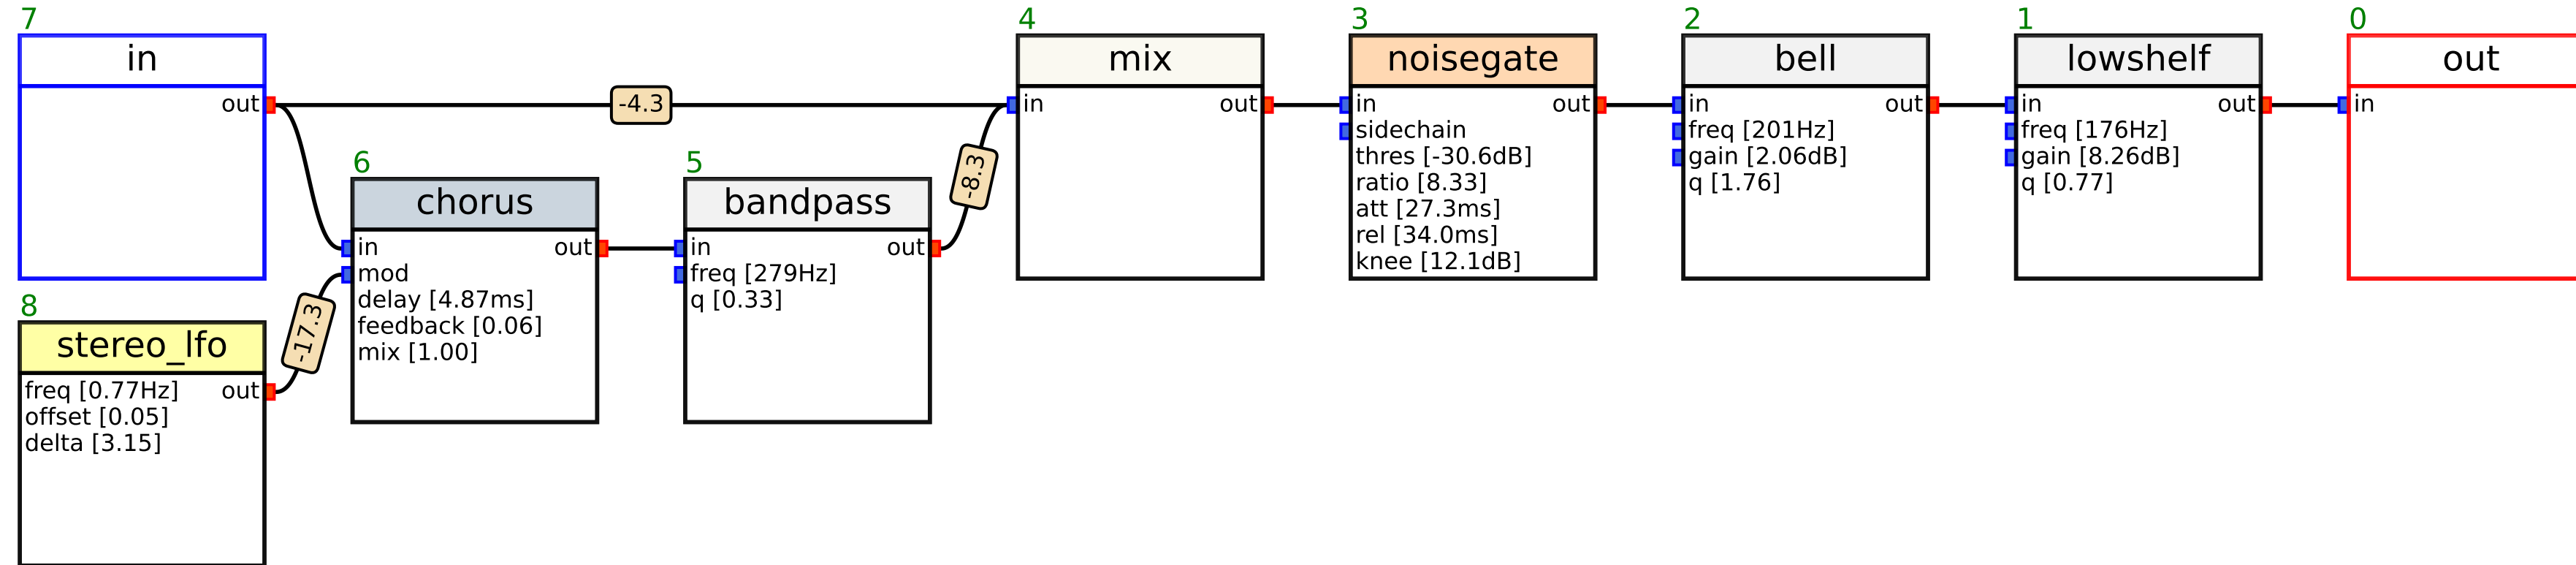 7
in
out
-4.3
4
mix
in
out
3
noisegate
in
out
sidechain
thres [-30.6dB]
ratio [8.33]
att [27.3ms]
rel [34.0ms]
knee [12.1dB]
2
bell
in
out
freq [201Hz]
gain [2.06dB]
q [1.76]
1
lowshelf
in
out
freq [176Hz]
gain [8.26dB]
q [0.77]
0
out
in
6
chorus
in
out
mod
delay [4.87ms]
feedback [0.06]
mix [1.00]
5
bandpass
in
out
freq [279Hz]
q [0.33]
-8.3
8
stereo_lfo
freq [0.77Hz]
out
offset [0.05]
delta [3.15]
-17.3